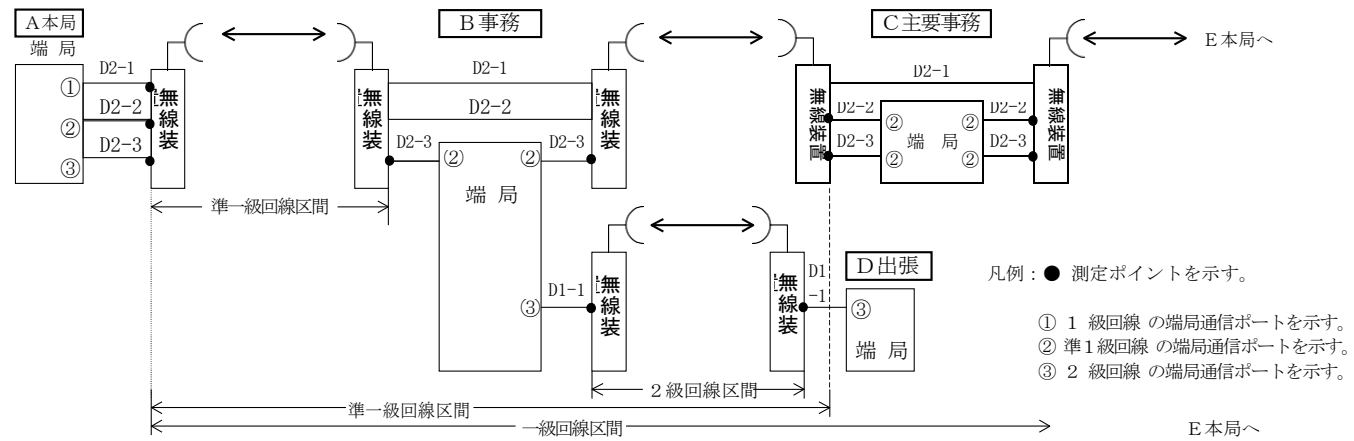 A本局
端 局
①
②
③
D2-1
D2-2
D2-3
無線装置
B事務
無線装置
D2-1
D2-2
D2-3
②
②
D2-3
端 局
③
D1-1
無線装置
無線装置
C主要事務
無線装置
D2-1
D2-2
D2-3
②
②
端 局
②
②
D2-2
D2-3
無線装置
E本局へ
準一級回線区間
無線装置
D1
-1
D出張
③
端 局
凡例:● 測定ポイントを示す。
① 1 級回線 の端局通信ポートを示す。
② 準1級回線 の端局通信ポートを示す。
③ 2 級回線 の端局通信ポートを示す。
2級回線区間
準一級回線区間
一級回線区間
E本局へ